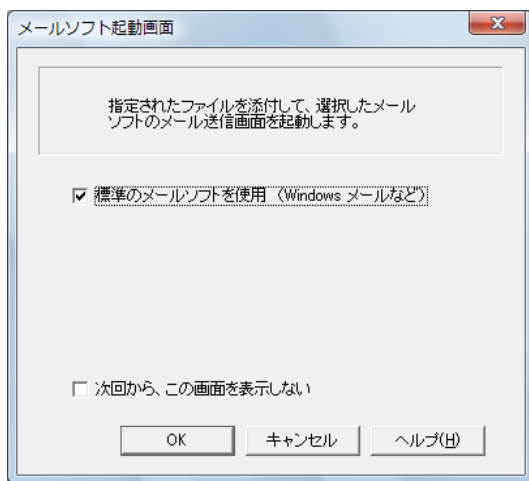 メールソフト起動画面
指定されたファイルを添付して、選択したメール
ソフトのメール送信画面を起動します。
標準のメールソフトを使用 （Windows メールなど）
次回から、この画面を表示しない
OK キャンセル ヘルプ(H)